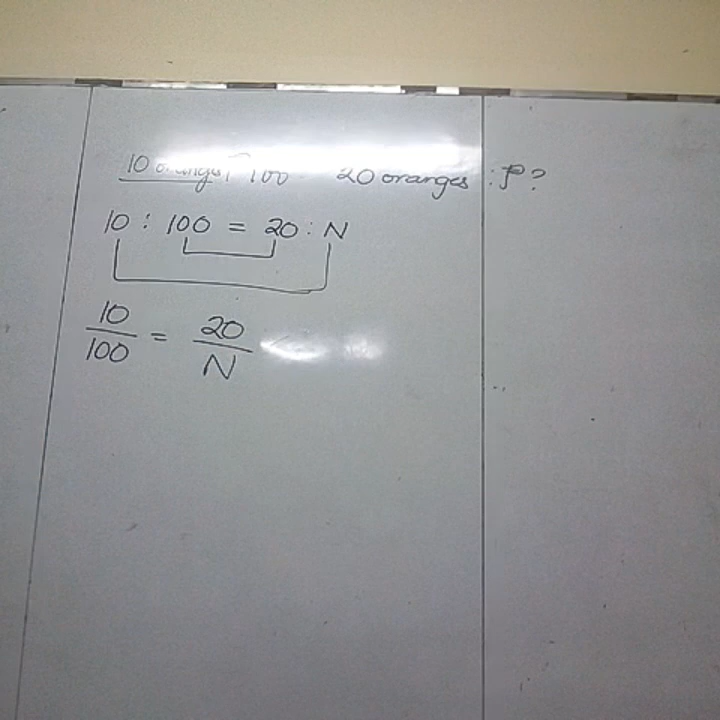 10 oranges ₱ 100 20 oranges : ₱?
10 : 100 = 20 : N
10/100 = 20/N